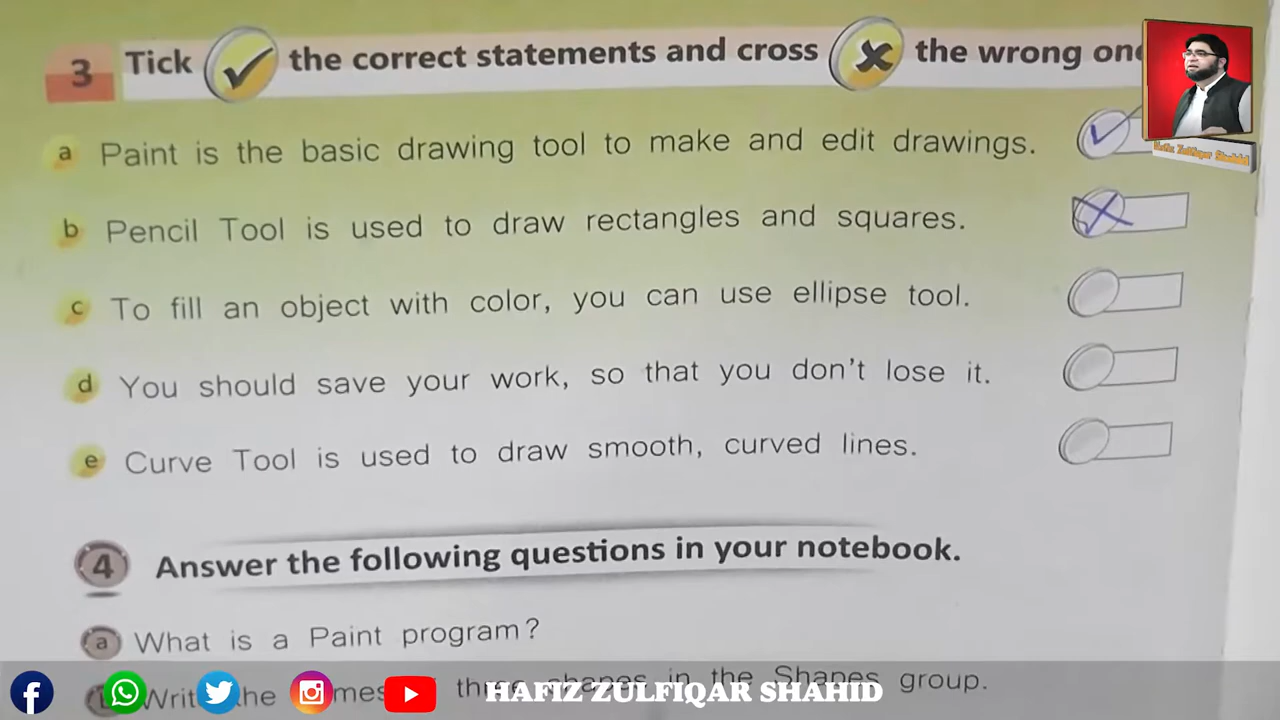 3 Tick ✓ the correct statements and cross ✗ the wrong
Hafiz Zulfiqar Shahid
a Paint is the basic drawing tool to make and edit drawings.
b Pencil Tool is used to draw rectangles and squares.
c To fill an object with color, you can use ellipse tool.
d You should save your work, so that you don't lose it.
e Curve Tool is used to draw smooth, curved lines.
4 Answer the following questions in your notebook.
a What is a Paint program?
the shapes in the Shapes group.
HAFIZ ZULFIQAR SHAHID